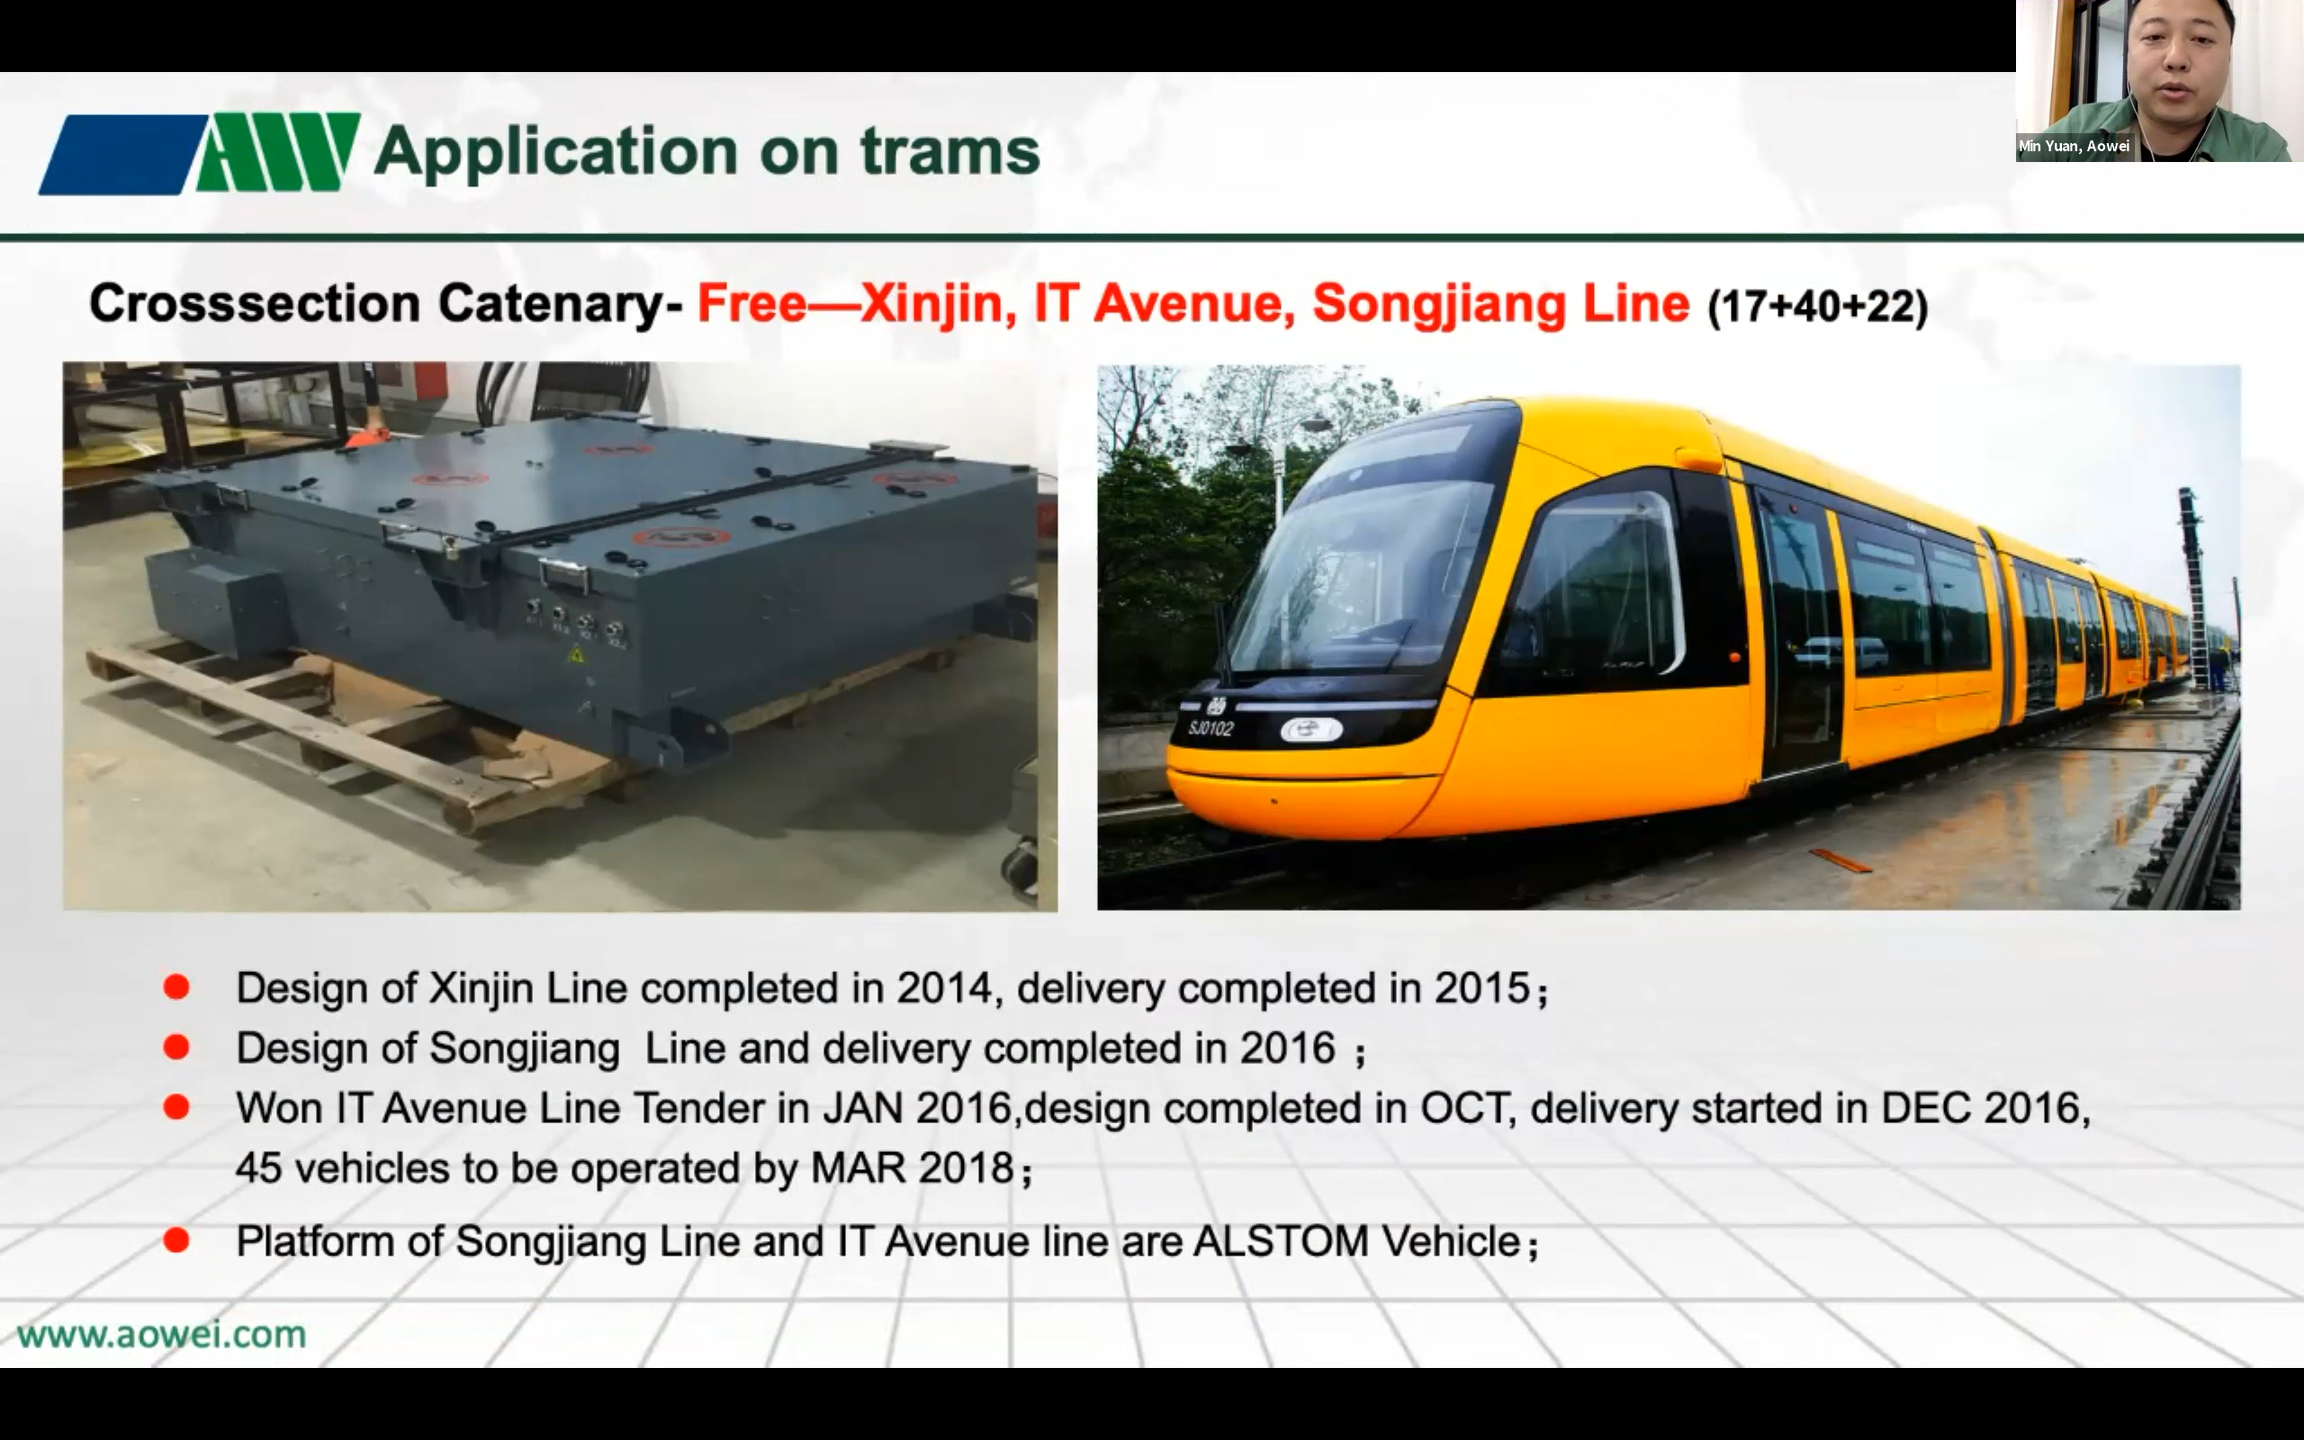 Min Yuan, Aowei
AW Application on trams
Crosssection Catenary- Free—Xinjin, IT Avenue, Songjiang Line (17+40+22)
SJ0102
● Design of Xinjin Line completed in 2014, delivery completed in 2015；
● Design of Songjiang  Line and delivery completed in 2016 ；
● Won IT Avenue Line Tender in JAN 2016,design completed in OCT, delivery started in DEC 2016,
45 vehicles to be operated by MAR 2018；
● Platform of Songjiang Line and IT Avenue line are ALSTOM Vehicle；
www.aowei.com